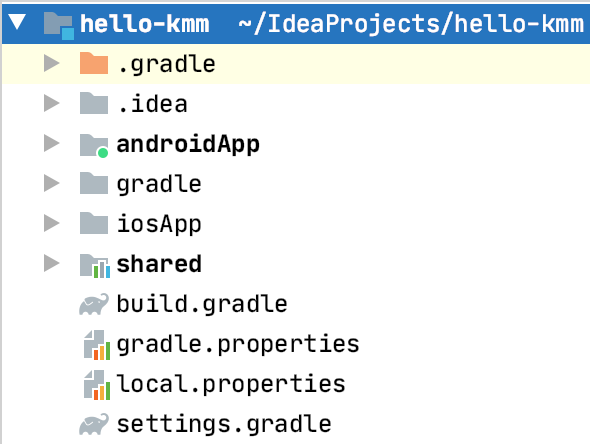 hello-kmm ~/IdeaProjects/hello-kmm
.gradle
.idea
androidApp
gradle
iosApp
shared
build.gradle
gradle.properties
local.properties
settings.gradle